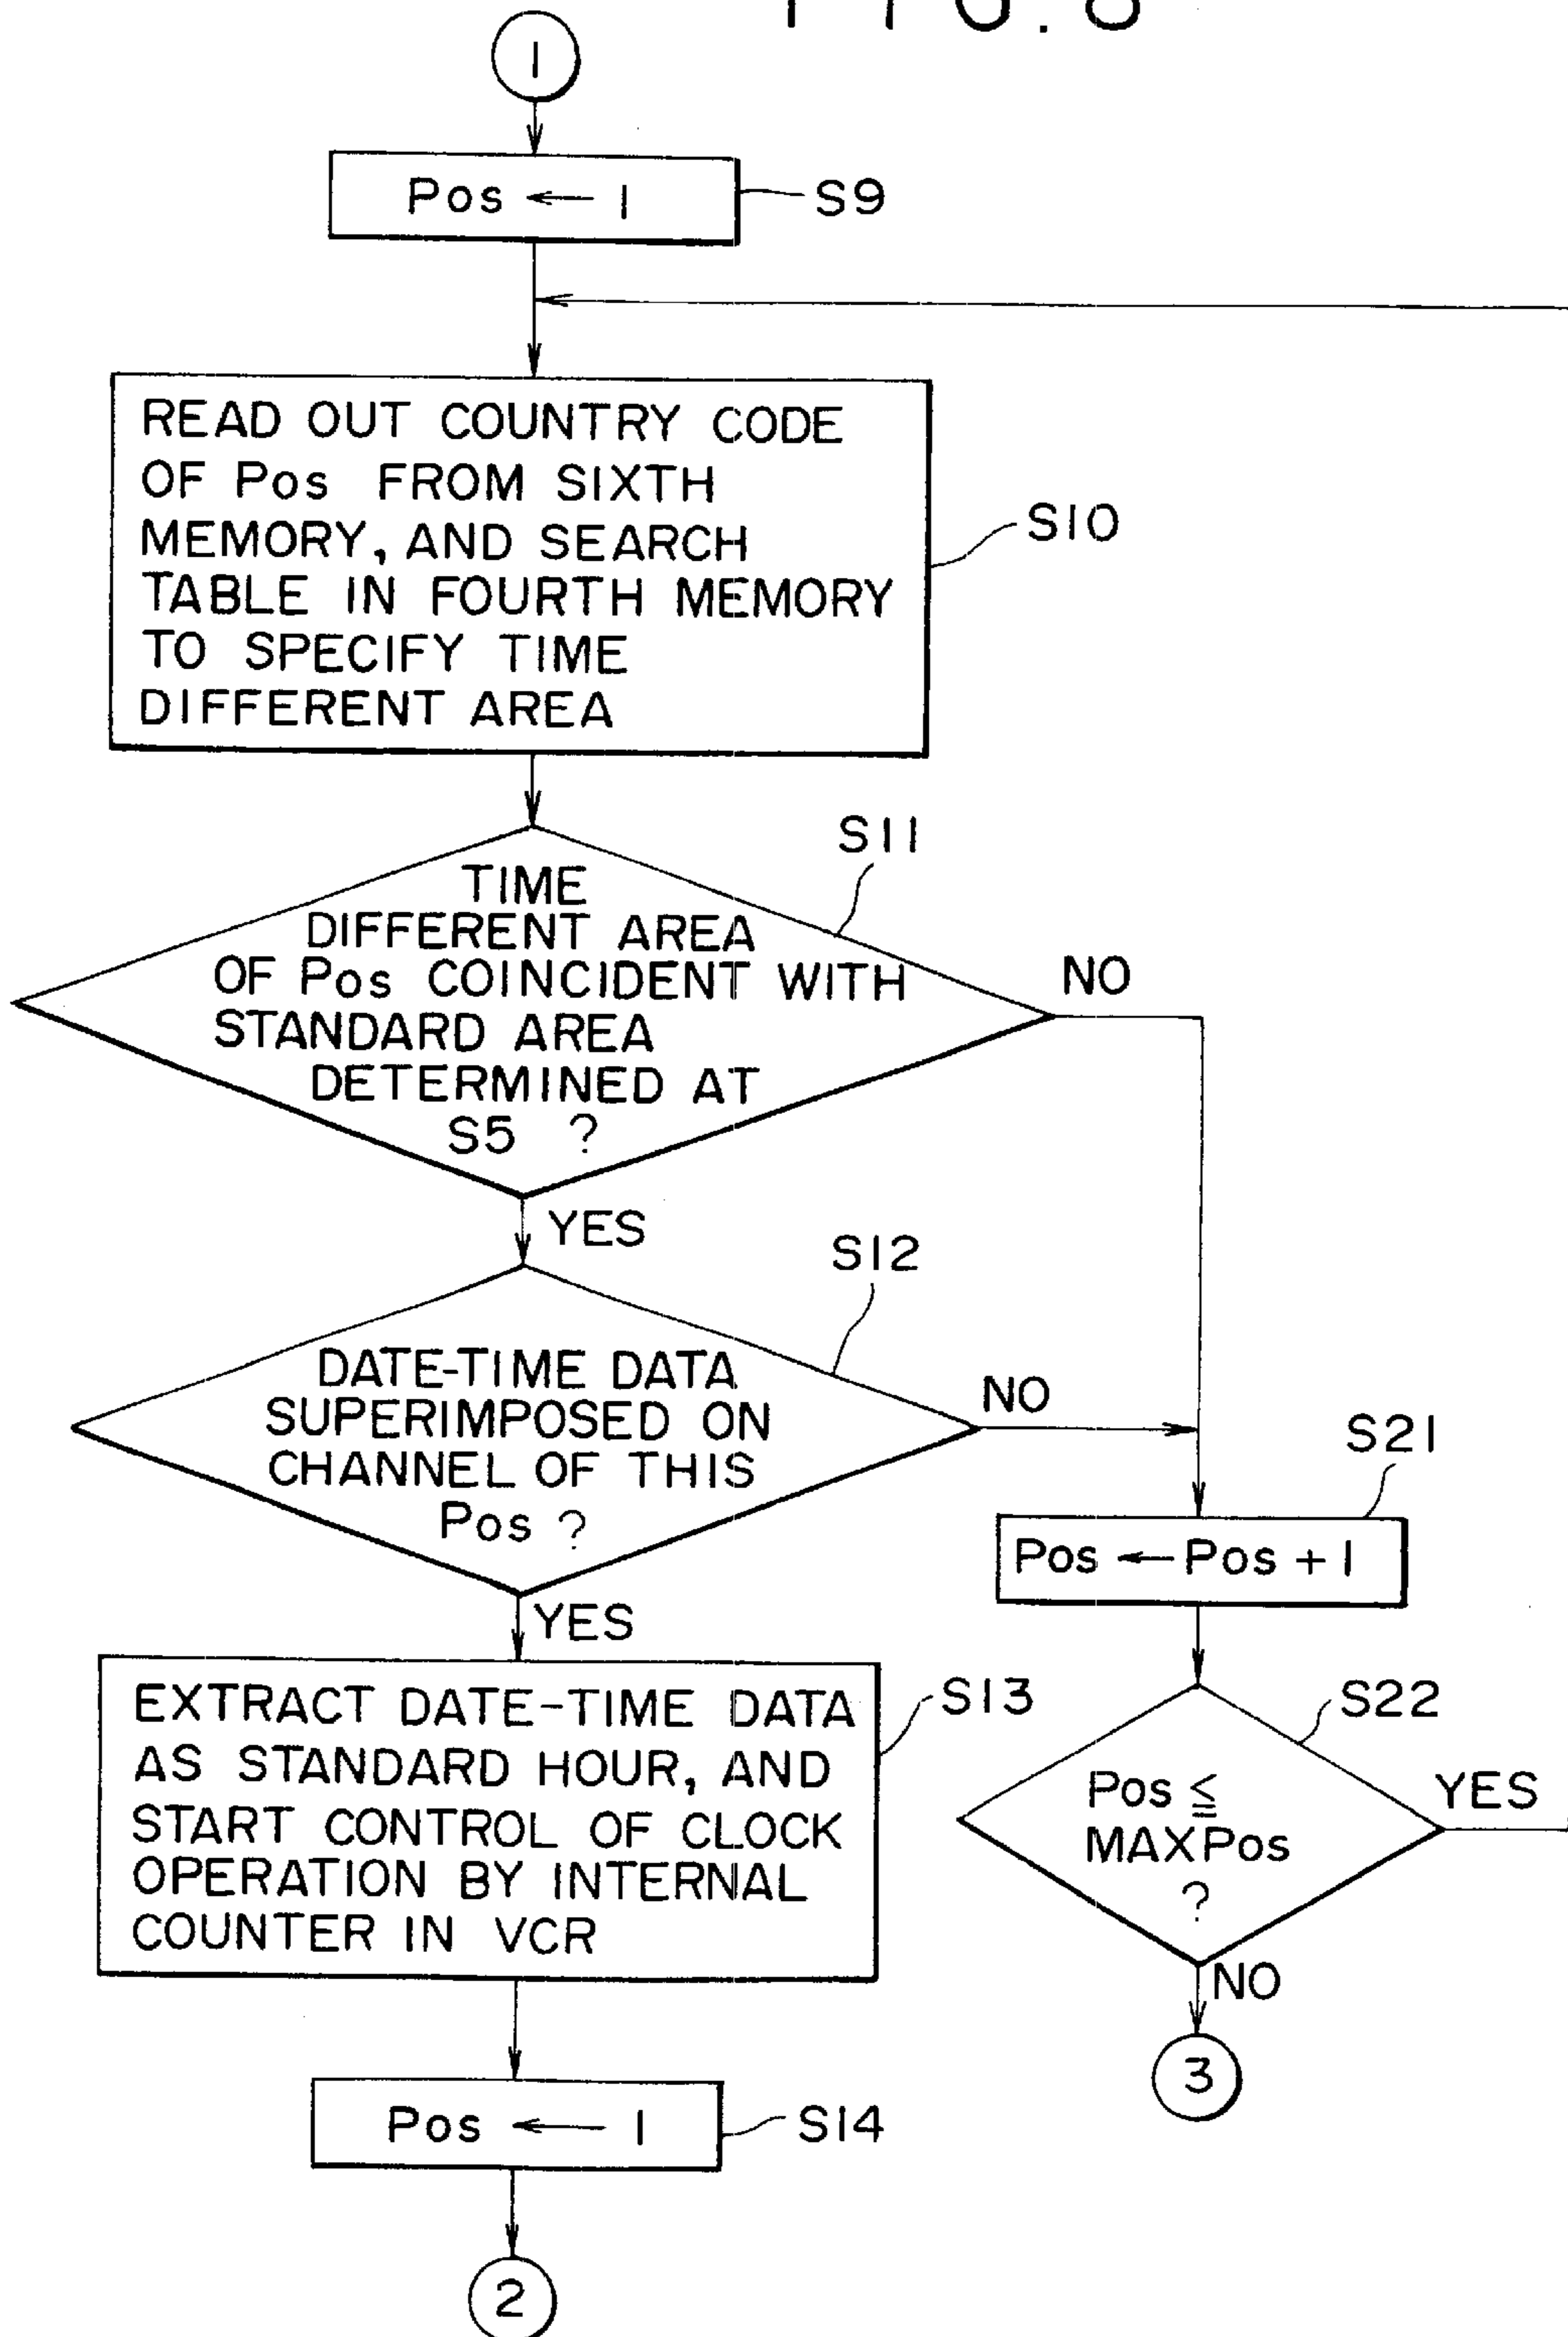 FIG. 8
1
Pos ← 1
S9
READ OUT COUNTRY CODE
OF Pos FROM SIXTH
MEMORY, AND SEARCH
TABLE IN FOURTH MEMORY
TO SPECIFY TIME
DIFFERENT AREA
S10
S11
TIME
DIFFERENT AREA
OF Pos COINCIDENT WITH
STANDARD AREA
DETERMINED AT
S5 ?
NO
YES
S12
DATE-TIME DATA
SUPERIMPOSED ON
CHANNEL OF THIS
Pos ?
NO
YES
S21
Pos ← Pos + 1
EXTRACT DATE-TIME DATA
AS STANDARD HOUR, AND
START CONTROL OF CLOCK
OPERATION BY INTERNAL
COUNTER IN VCR
S13
S22
Pos ≦
MAXPos
?
YES
NO
3
Pos ← 1
S14
2